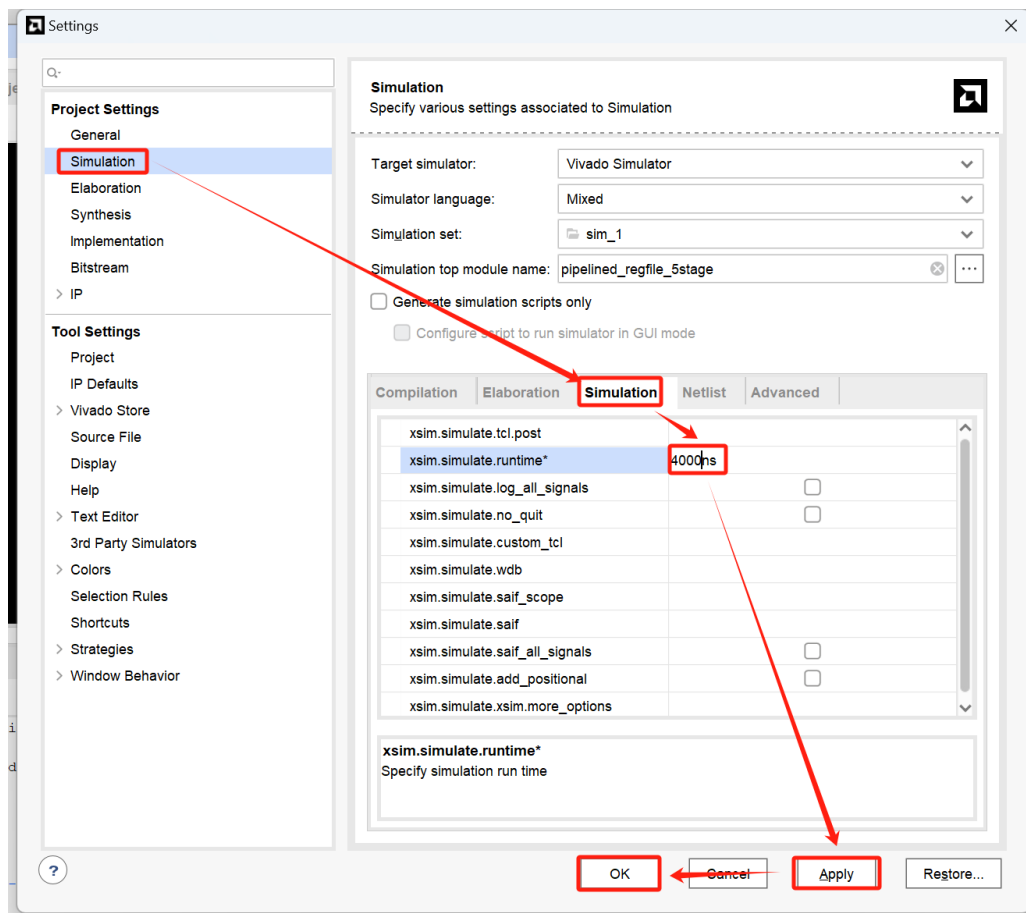 Settings
Project Settings
General
Simulation
Elaboration
Synthesis
Implementation
Bitstream
IP
Tool Settings
Project
IP Defaults
Vivado Store
Source File
Display
Help
Text Editor
3rd Party Simulators
Colors
Selection Rules
Shortcuts
Strategies
Window Behavior
Simulation
Specify various settings associated to Simulation
Target simulator: Vivado Simulator
Simulator language: Mixed
Simulation set: sim_1
Simulation top module name: pipelined_regfile_5stage ...
Generate simulation scripts only
Configure script to run simulator in GUI mode
Compilation Elaboration Simulation Netlist Advanced
xsim.simulate.tcl.post
xsim.simulate.runtime* 4000ns
xsim.simulate.log_all_signals
xsim.simulate.no_quit
xsim.simulate.custom_tcl
xsim.simulate.wdb
xsim.simulate.saif_scope
xsim.simulate.saif
xsim.simulate.saif_all_signals
xsim.simulate.add_positional
xsim.simulate.xsim.more_options
xsim.simulate.runtime*
Specify simulation run time
? OK Cancel Apply Restore...